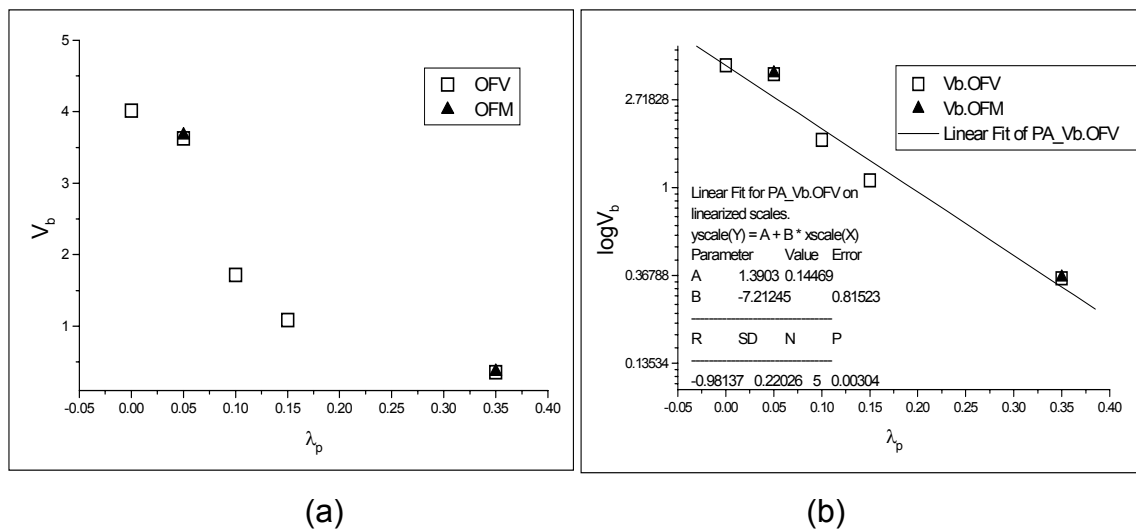 5
4
3
2
1
V_b
-0.05 0.00 0.05 0.10 0.15 0.20 0.25 0.30 0.35 0.40
λ_p
OFV
OFM
(a)
2.71828
1
0.36788
0.13534
logV_b
Vb.OFV
Vb.OFM
Linear Fit of PA_Vb.OFV
Linear Fit for PA_Vb.OFV on
linearized scales.
yscale(Y) = A + B * xscale(X)
Parameter Value Error
A 1.3903 0.14469
B -7.21245 0.81523
------------------------------------
R SD N P
------------------------------------
-0.98137 0.22026 5 0.00304
-0.05 0.00 0.05 0.10 0.15 0.20 0.25 0.30 0.35 0.40
λ_p
(b)